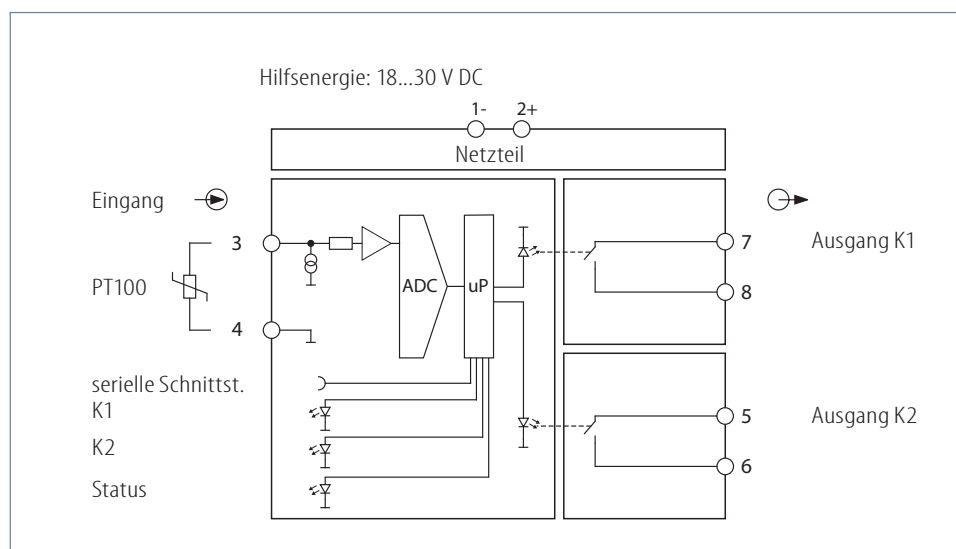 Hilfsenergie: 18...30 V DC
1- 2+
Netzteil
Eingang
3
7 Ausgang K1
PT100
ADC uP
8
4
serielle Schnittst.
K1
5 Ausgang K2
K2
6
Status